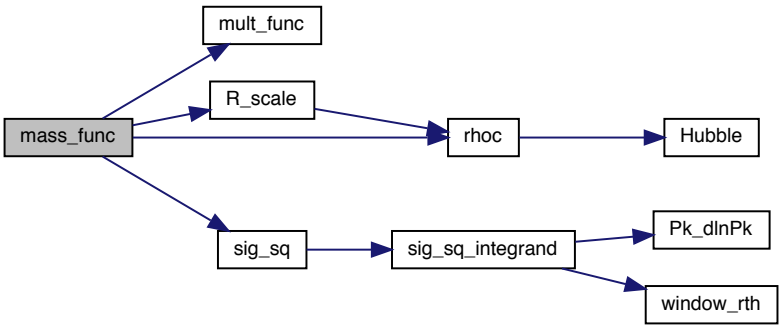 mult_func
R_scale
mass_func
rhoc
Hubble
sig_sq
sig_sq_integrand
Pk_dlnPk
window_rth